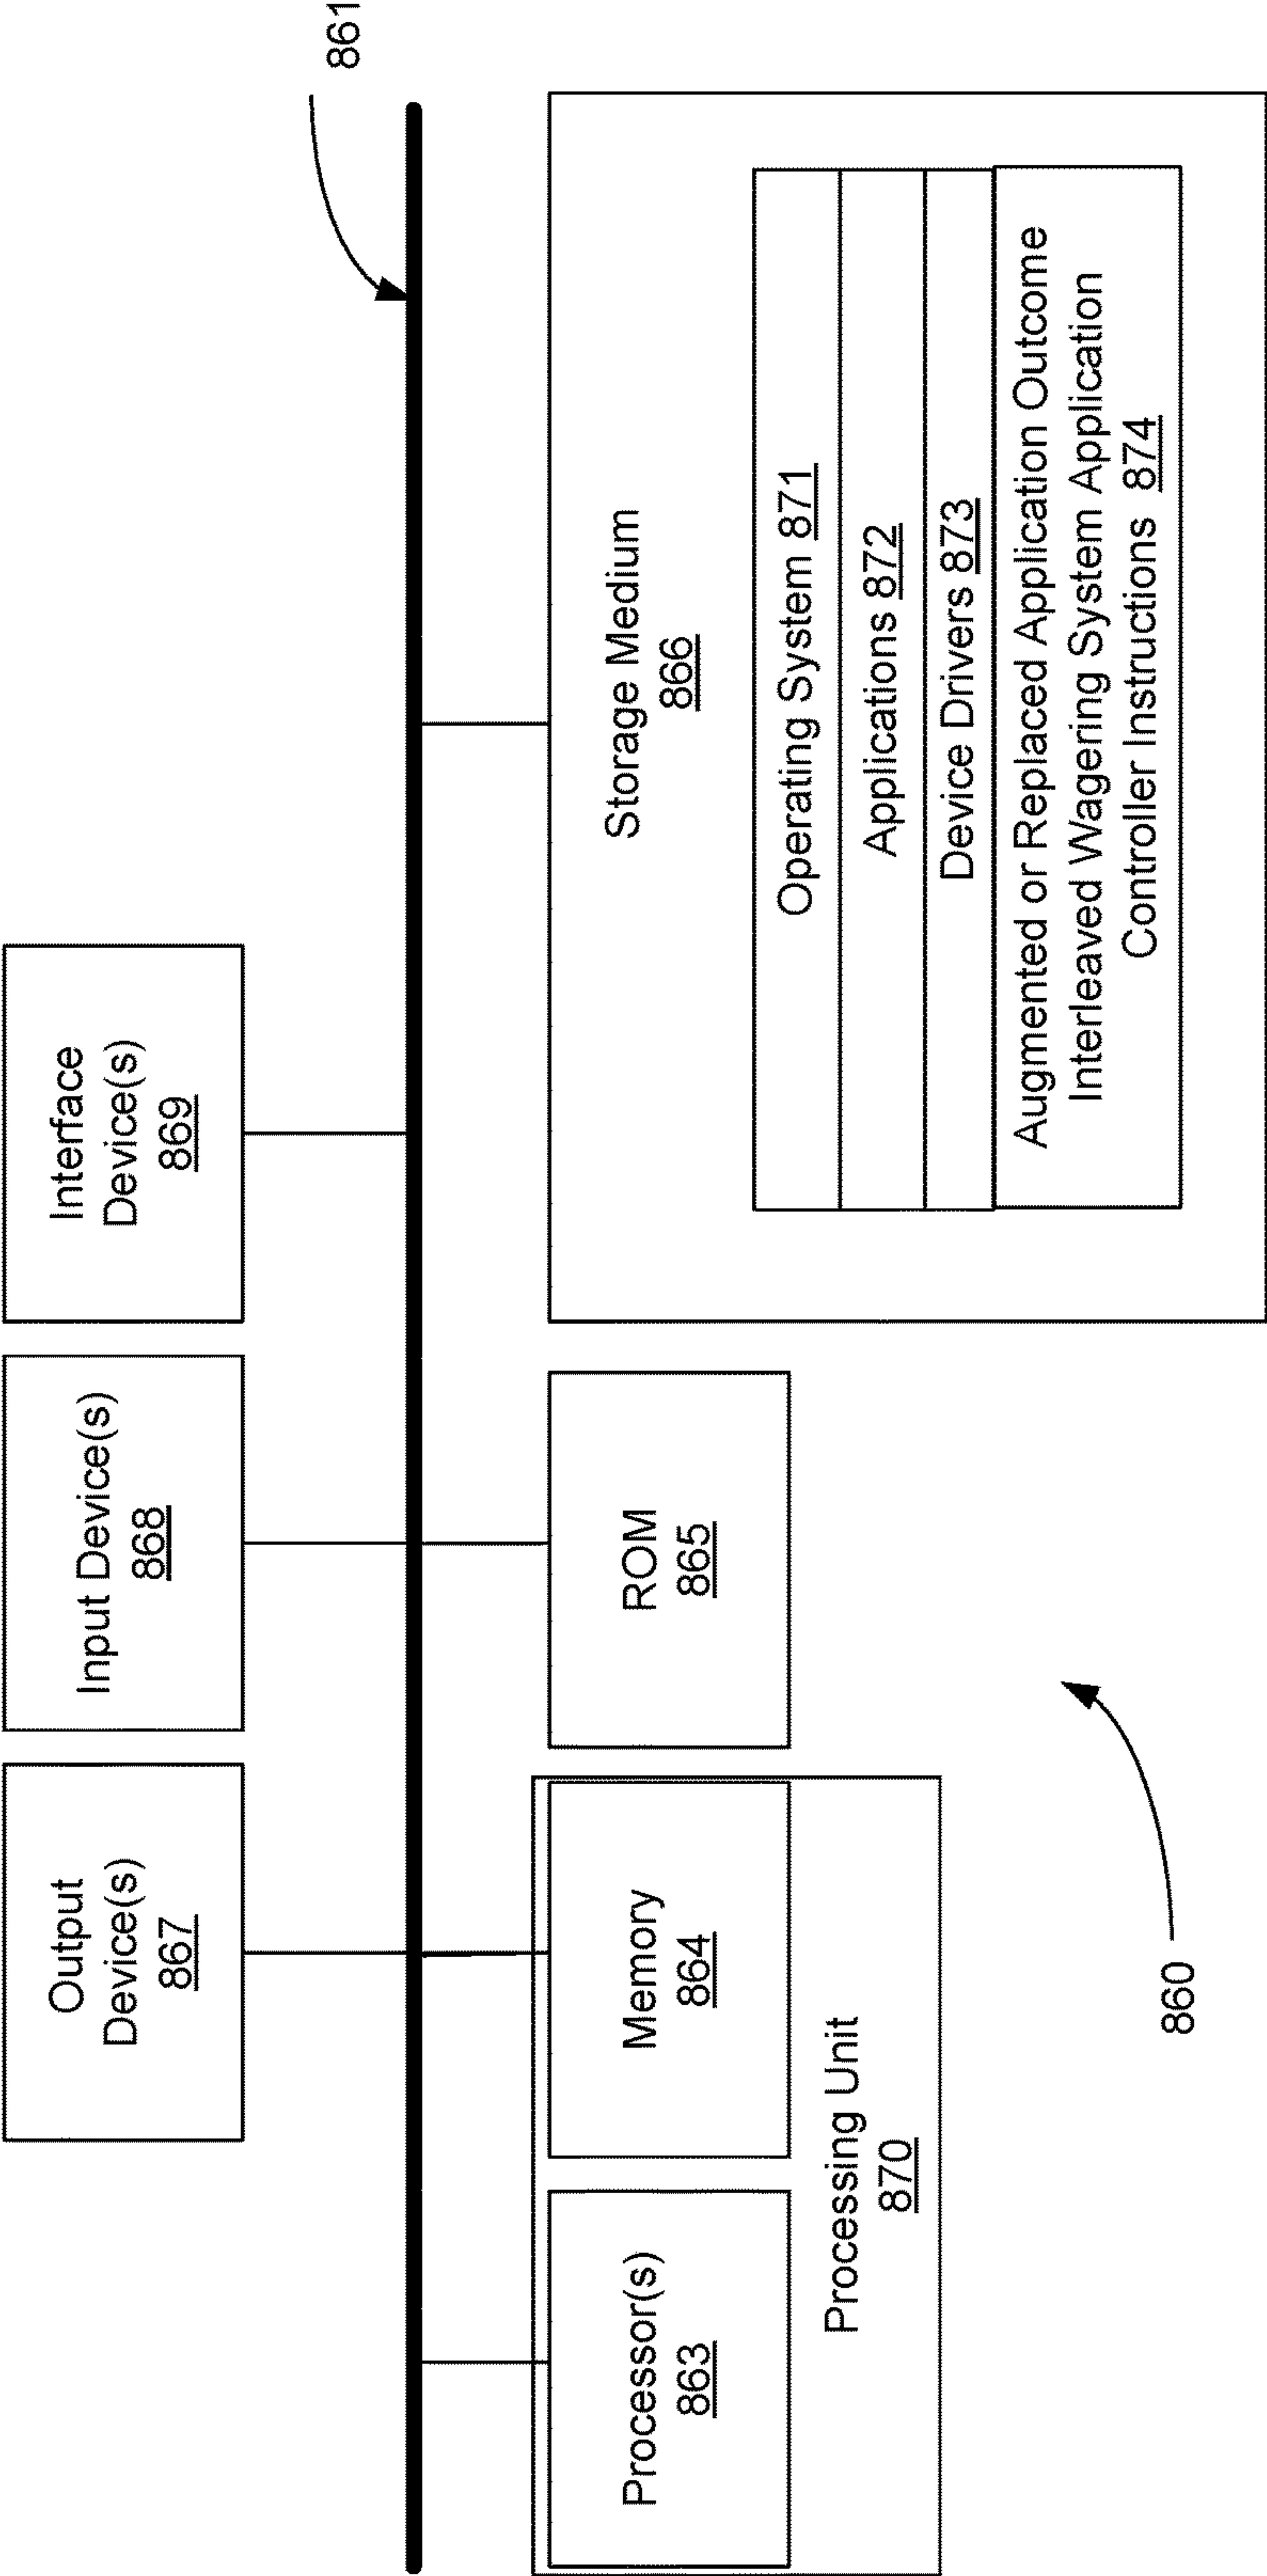 861
Output
Device(s)
867
Input Device(s)
868
Interface
Device(s)
869
Processor(s)
863
Memory
864
Processing Unit
870
ROM
865
Storage Medium
866
Operating System 871
Applications 872
Device Drivers 873
Augmented or Replaced Application Outcome
Interleaved Wagering System Application
Controller Instructions 874
860